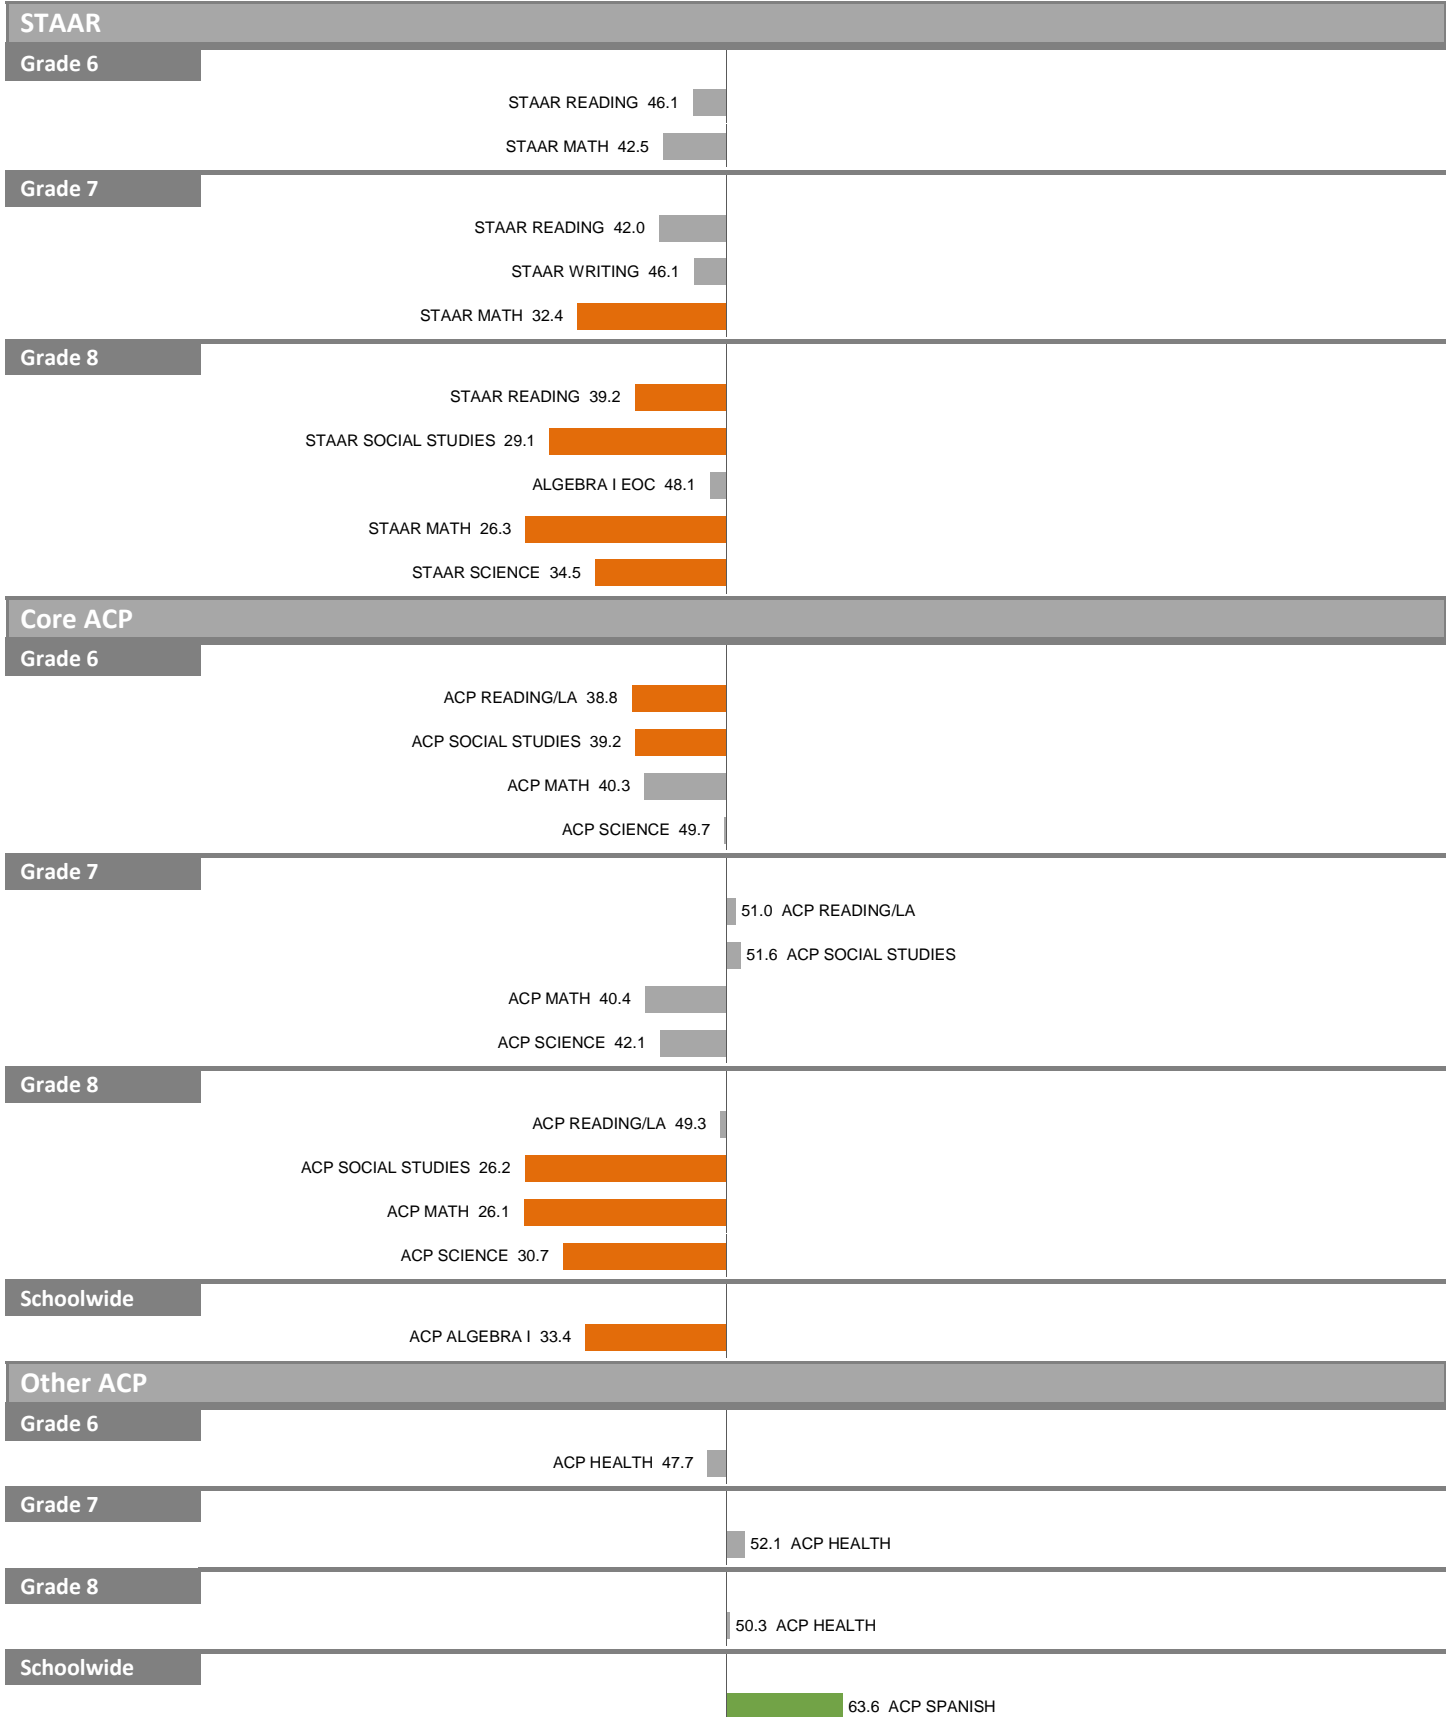 STAAR
Grade 6
STAAR READING 46.1
STAAR MATH 42.5
Grade 7
STAAR READING 42.0
STAAR WRITING 46.1
STAAR MATH 32.4
Grade 8
STAAR READING 39.2
STAAR SOCIAL STUDIES 29.1
ALGEBRA I EOC 48.1
STAAR MATH 26.3
STAAR SCIENCE 34.5
Core ACP
Grade 6
ACP READING/LA 38.8
ACP SOCIAL STUDIES 39.2
ACP MATH 40.3
ACP SCIENCE 49.7
Grade 7
51.0 ACP READING/LA
51.6 ACP SOCIAL STUDIES
ACP MATH 40.4
ACP SCIENCE 42.1
Grade 8
ACP READING/LA 49.3
ACP SOCIAL STUDIES 26.2
ACP MATH 26.1
ACP SCIENCE 30.7
Schoolwide
ACP ALGEBRA I 33.4
Other ACP
Grade 6
ACP HEALTH 47.7
Grade 7
52.1 ACP HEALTH
Grade 8
50.3 ACP HEALTH
Schoolwide
63.6 ACP SPANISH